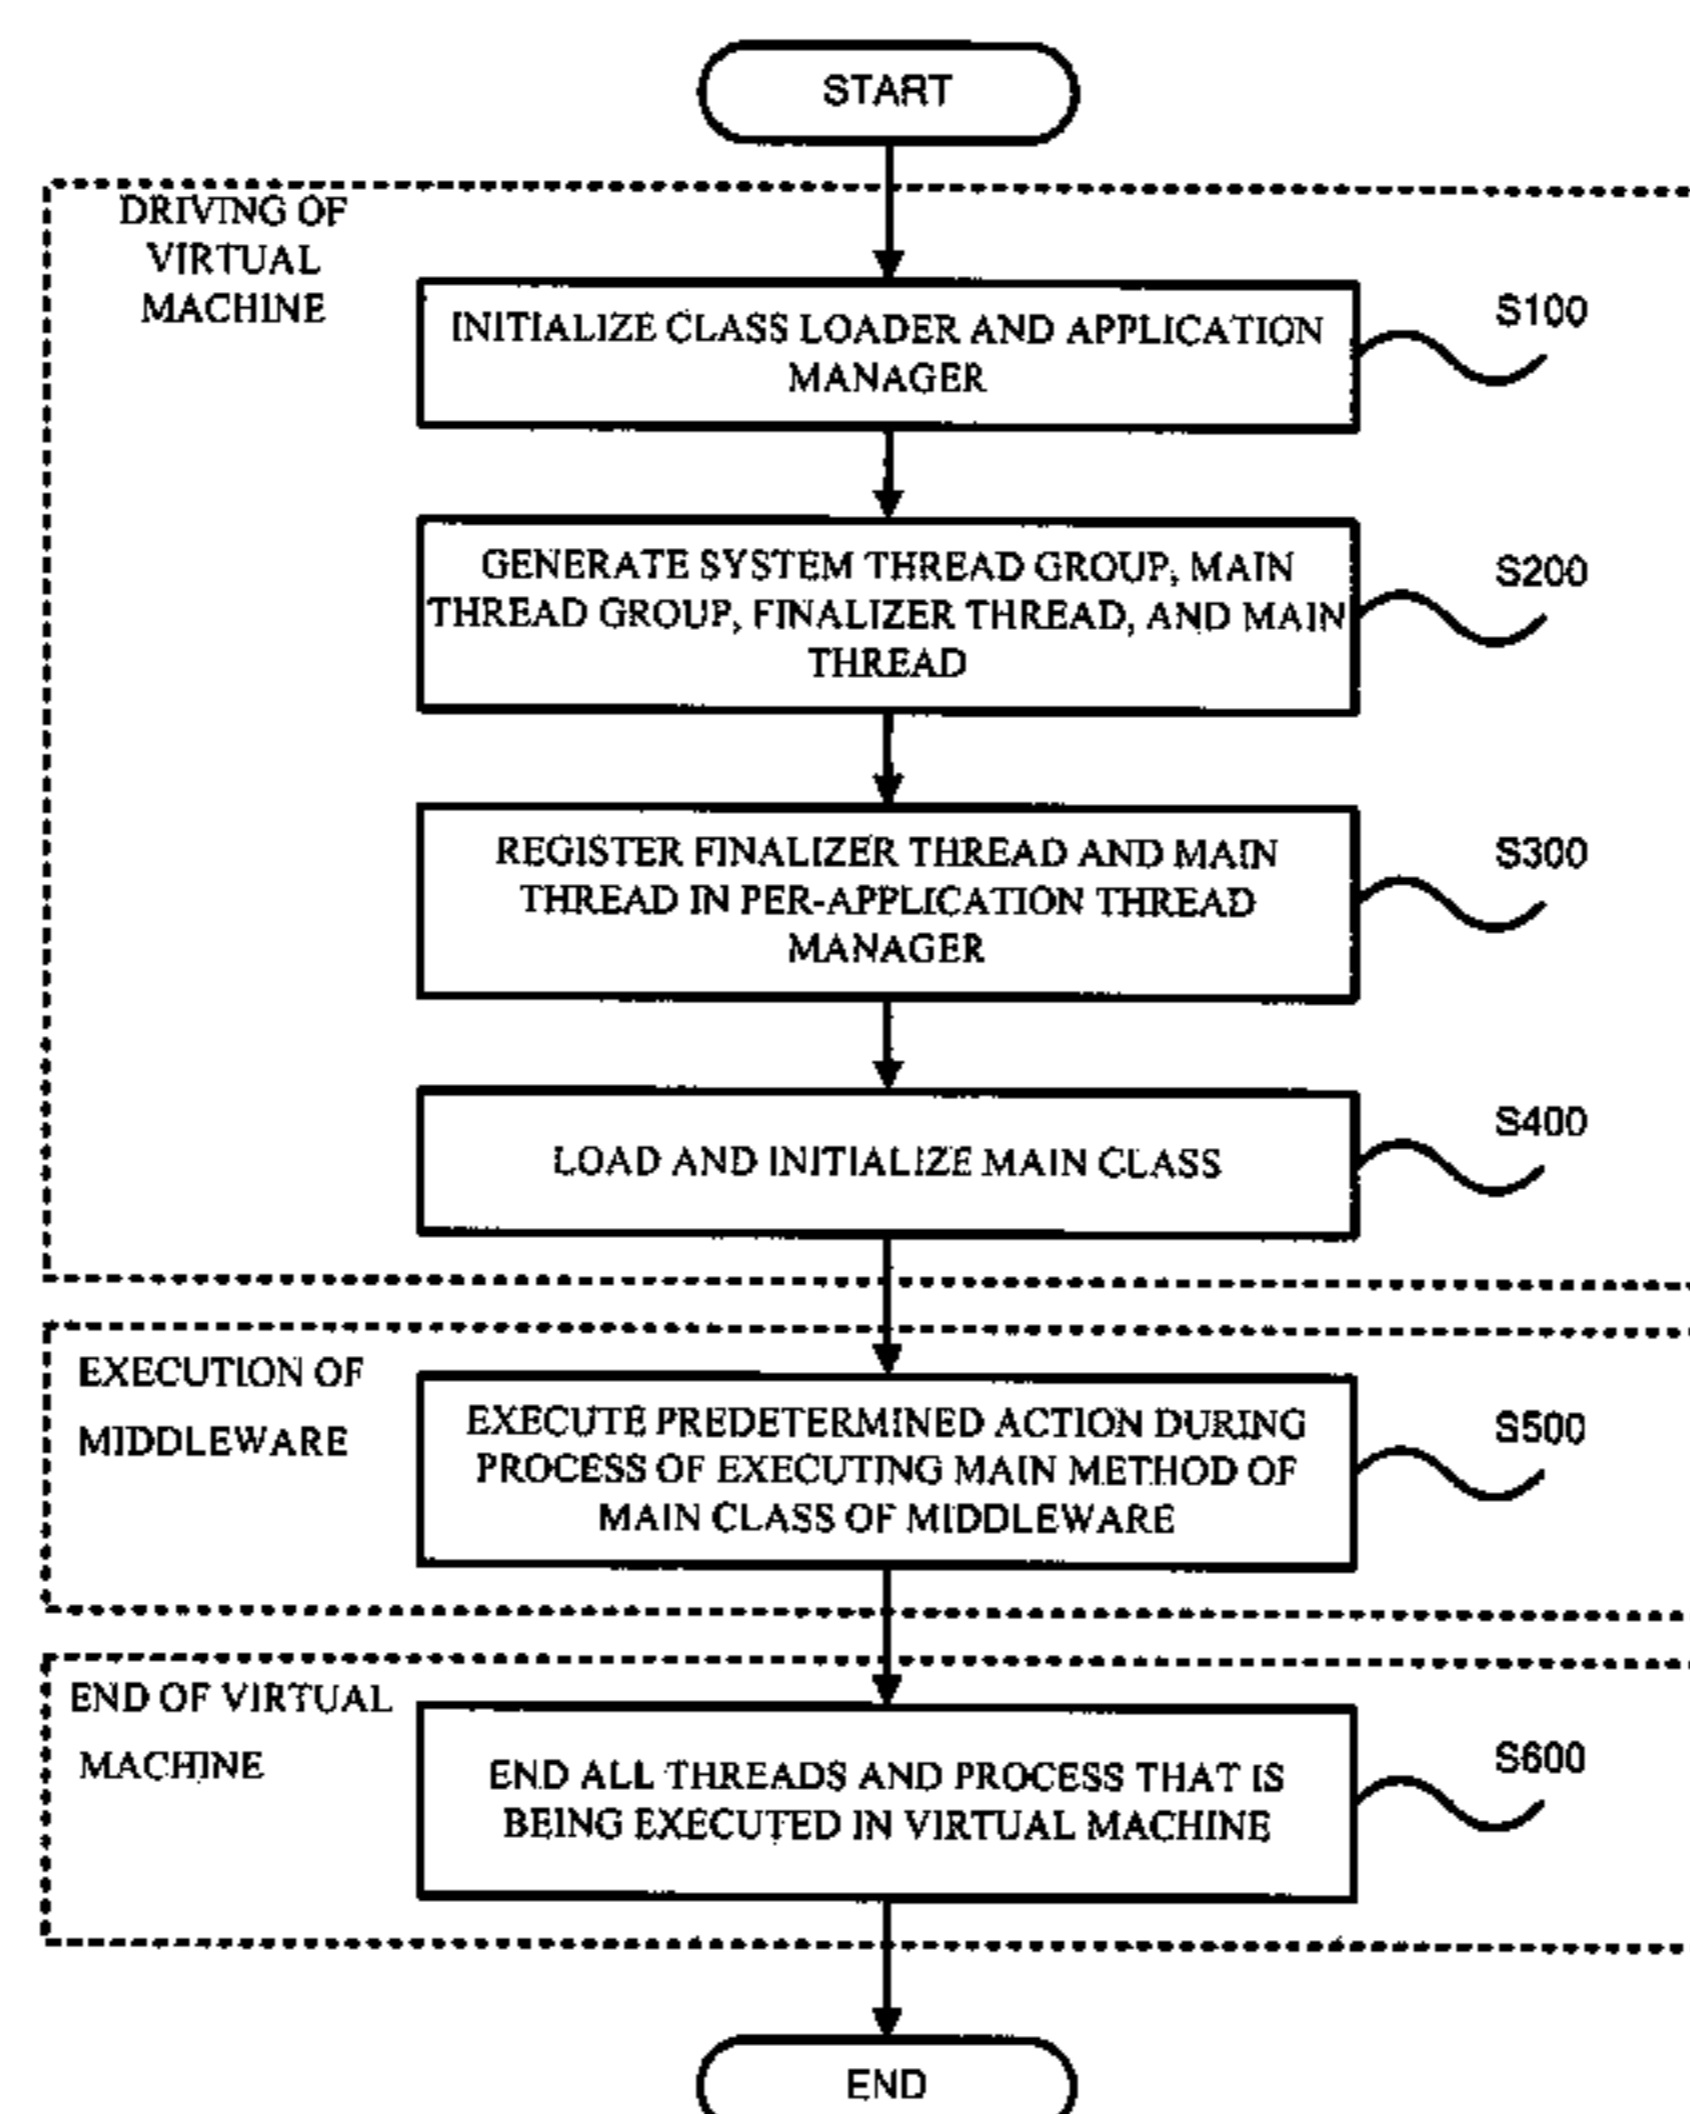 START
DRIVING OF
VIRTUAL
MACHINE
INITIALIZE CLASS LOADER AND APPLICATION
MANAGER
S100
GENERATE SYSTEM THREAD GROUP, MAIN
THREAD GROUP, FINALIZER THREAD, AND MAIN
THREAD
S200
REGISTER FINALIZER THREAD AND MAIN
THREAD IN PER-APPLICATION THREAD
MANAGER
S300
LOAD AND INITIALIZE MAIN CLASS
S400
EXECUTION OF
MIDDLEWARE
EXECUTE PREDETERMINED ACTION DURING
PROCESS OF EXECUTING MAIN METHOD OF
MAIN CLASS OF MIDDLEWARE
S500
END OF VIRTUAL
MACHINE
END ALL THREADS AND PROCESS THAT IS
BEING EXECUTED IN VIRTUAL MACHINE
S600
END